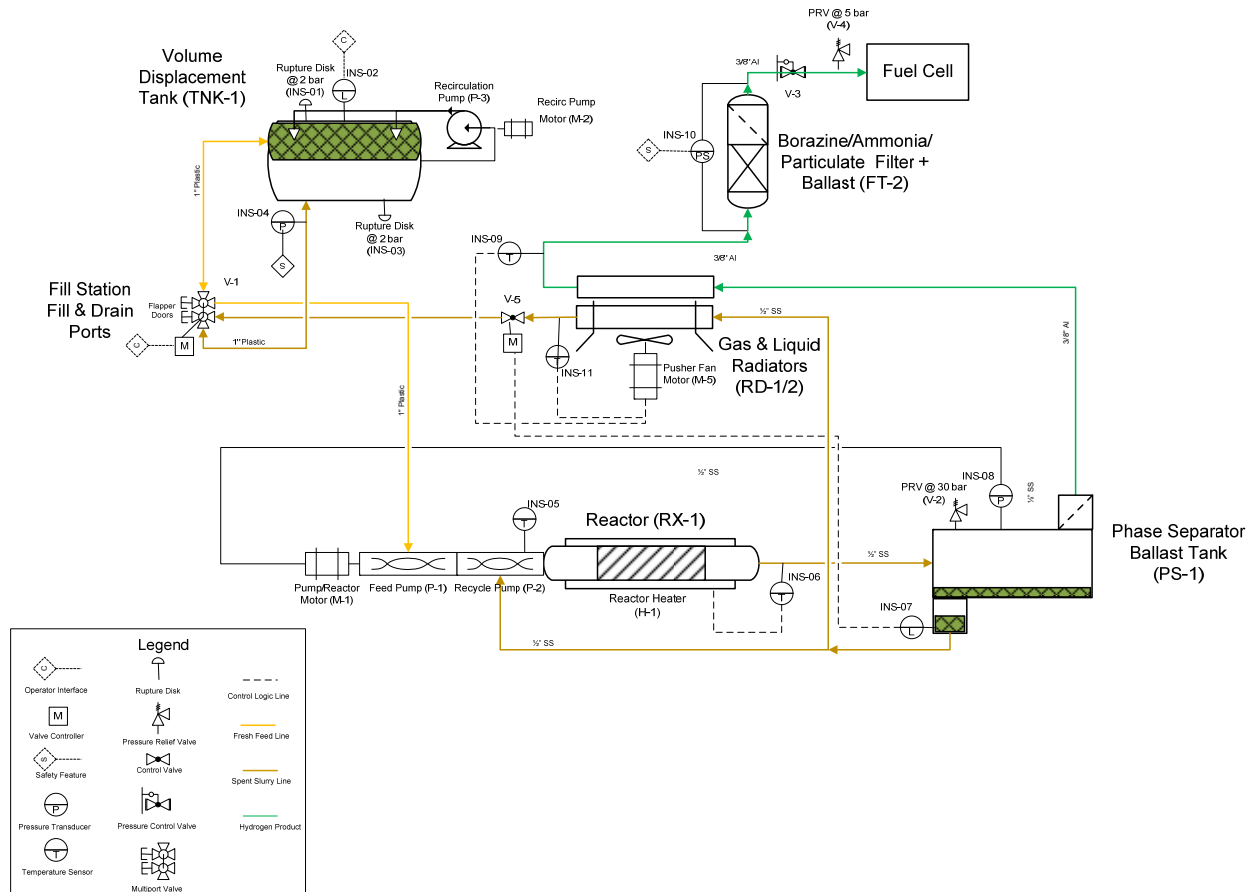 PRV @ 5 bar
(V-4)
3/8" Al
V-3
Fuel Cell
Volume
Displacement
Tank (TNK-1)
C
Rupture Disk
@ 2 bar
(INS-01)
INS-02
L
Recirculation
Pump (P-3)
Recirc Pump
Motor (M-2)
INS-10
S
PS
Borazine/Ammonia/
Particulate Filter +
Ballast (FT-2)
1" Plastic
INS-04
P
S
Rupture Disk
@ 2 bar
(INS-03)
INS-09
T
3/8" Al
Fill Station
Fill & Drain
Ports
V-1
Flapper
Doors
C
M
1" Plastic
V-5
M
T
INS-11
½" SS
Gas & Liquid
Radiators
(RD-1/2)
Pusher Fan
Motor (M-5)
3/8" Al
1" Plastic
½" SS
½" SS
PRV @ 30 bar
(V-2)
INS-08
P
½" SS
INS-05
T
Reactor (RX-1)
½" SS
Phase Separator
Ballast Tank
(PS-1)
Pump/Reactor
Motor (M-1)
Feed Pump (P-1)
Recycle Pump (P-2)
Reactor Heater
(H-1)
INS-06
T
INS-07
L
½" SS
Legend
C
Operator Interface
Rupture Disk
Control Logic Line
M
Valve Controller
Pressure Relief Valve
Fresh Feed Line
S
Safety Feature
Control Valve
Spent Slurry Line
P
Pressure Transducer
Pressure Control Valve
Hydrogen Product
T
Temperature Sensor
Multiport Valve